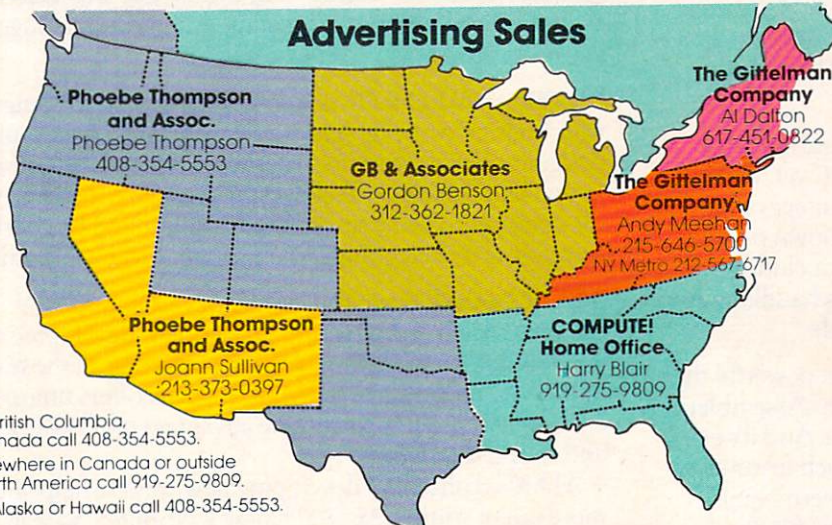 Advertising Sales
Phoebe Thompson
and Assoc.
Phoebe Thompson
408-354-5553
GB & Associates
Gordon Benson
312-362-1821
The Gittelman
Company
Al Dalton
617-451-0822
The Gittelman
Company
Andy Meehan
215-646-5700
NY Metro 212-567-6717
Phoebe Thompson
and Assoc.
Joann Sullivan
213-373-0397
COMPUTE!
Home Office
Harry Blair
919-275-9809
ritish Columbia,
nada call 408-354-5553.
ewhere in Canada or outside
rth America call 919-275-9809.
Alaska or Hawaii call 408-354-5553.